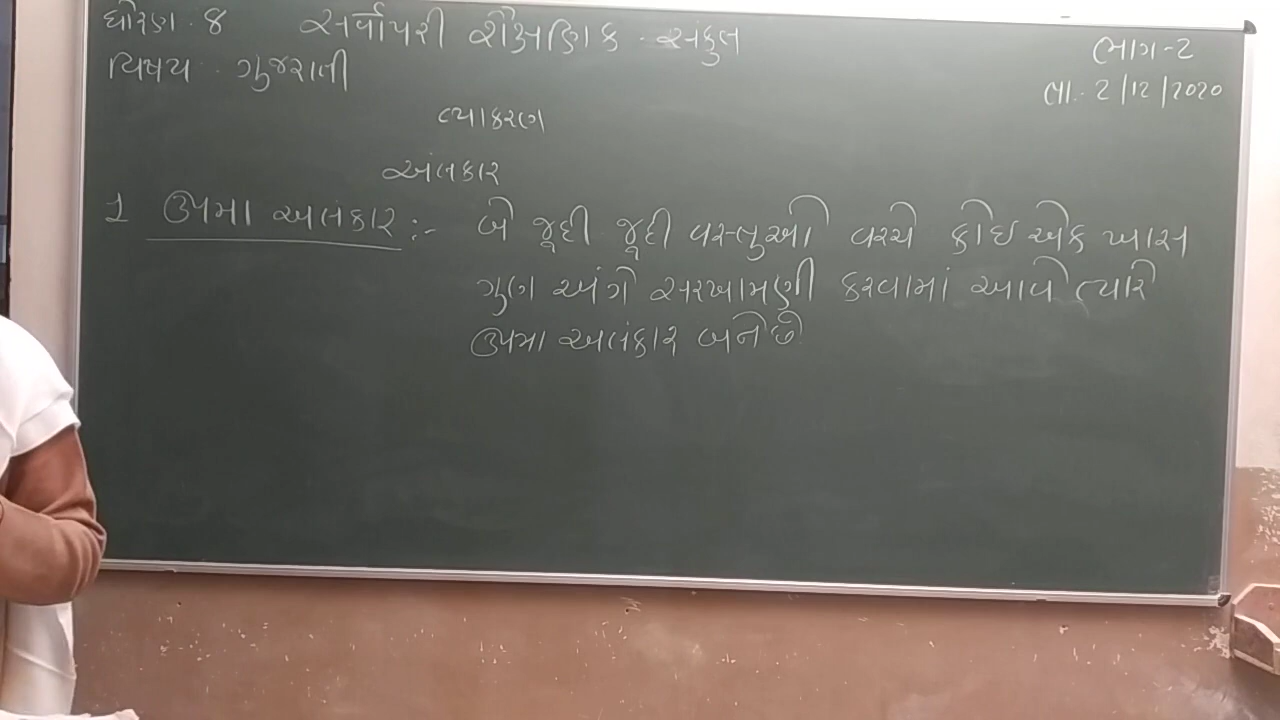 ધોરણ. 8 સર્વોપરી શૈક્ષણિક. સંકુલ ભાગ-2
વિષય. ગુજરાતી તા. 2/12/2020
વ્યાકરણ
અંલકાર
1 ઉપમા અલંકાર :- બે જૂદી જૂદી વસ્તુઓ વચ્ચે કોઇ એક ખાસ
ગુણ અંગે સરખામણી કરવામાં આવે ત્યારે
ઉપમા અલંકાર બને છે